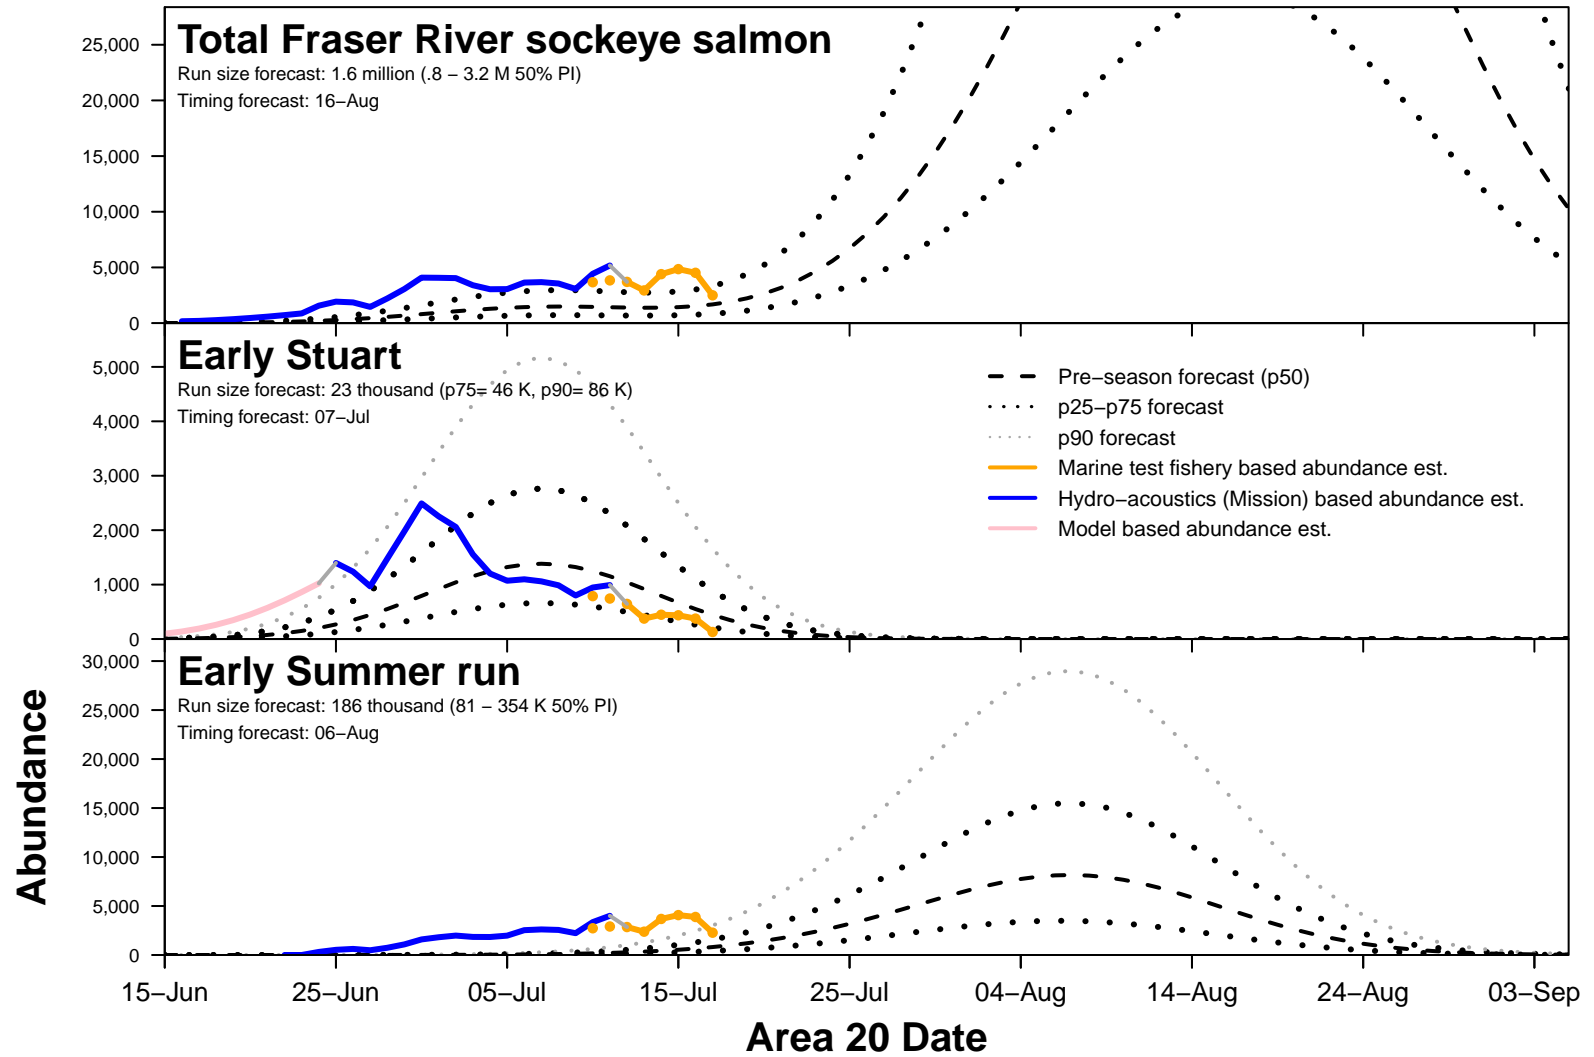 Total Fraser River sockeye salmon
Run size forecast: 1.6 million (.8 − 3.2 M 50% PI)
Timing forecast: 16−Aug
25,000
20,000
15,000
10,000
5,000
0
Early Stuart
Run size forecast: 23 thousand (p75= 46 K, p90= 86 K)
Timing forecast: 07−Jul
5,000
4,000
3,000
2,000
1,000
0
Pre−season forecast (p50)
p25−p75 forecast
p90 forecast
Marine test fishery based abundance est.
Hydro−acoustics (Mission) based abundance est.
Model based abundance est.
Early Summer run
Run size forecast: 186 thousand (81 − 354 K 50% PI)
Timing forecast: 06−Aug
30,000
25,000
20,000
15,000
10,000
5,000
0
Abundance
15−Jun 25−Jun 05−Jul 15−Jul 25−Jul 04−Aug 14−Aug 24−Aug 03−Sep
Area 20 Date